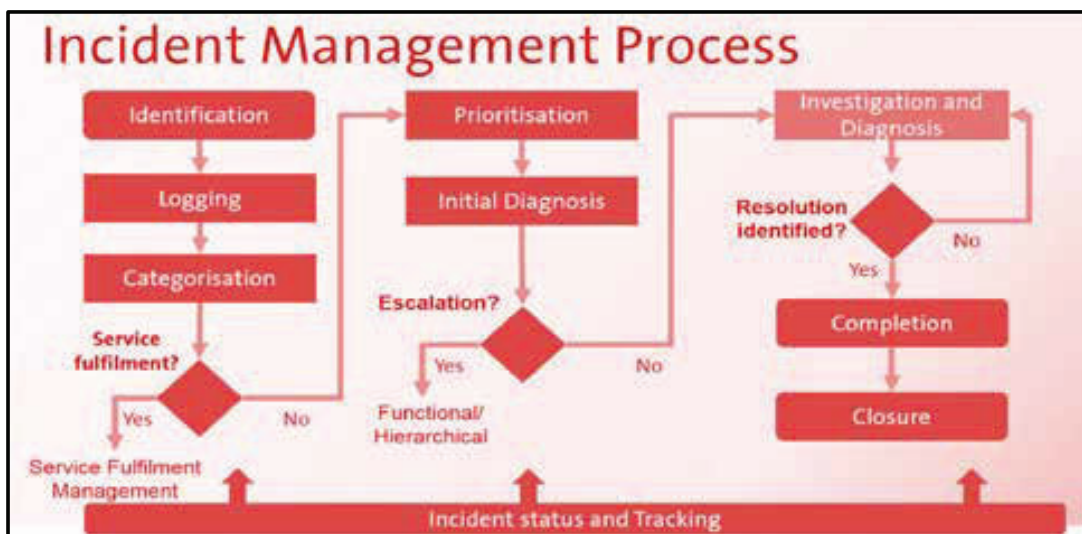 Incident Management Process
Identification
Logging
Categorisation
Service
fulfilment?
Yes
No
Service Fulfilment
Management
Prioritisation
Initial Diagnosis
Escalation?
Yes
No
Functional/
Hierarchical
Investigation and
Diagnosis
Resolution
identified?
No
Yes
Completion
Closure
Incident status and Tracking